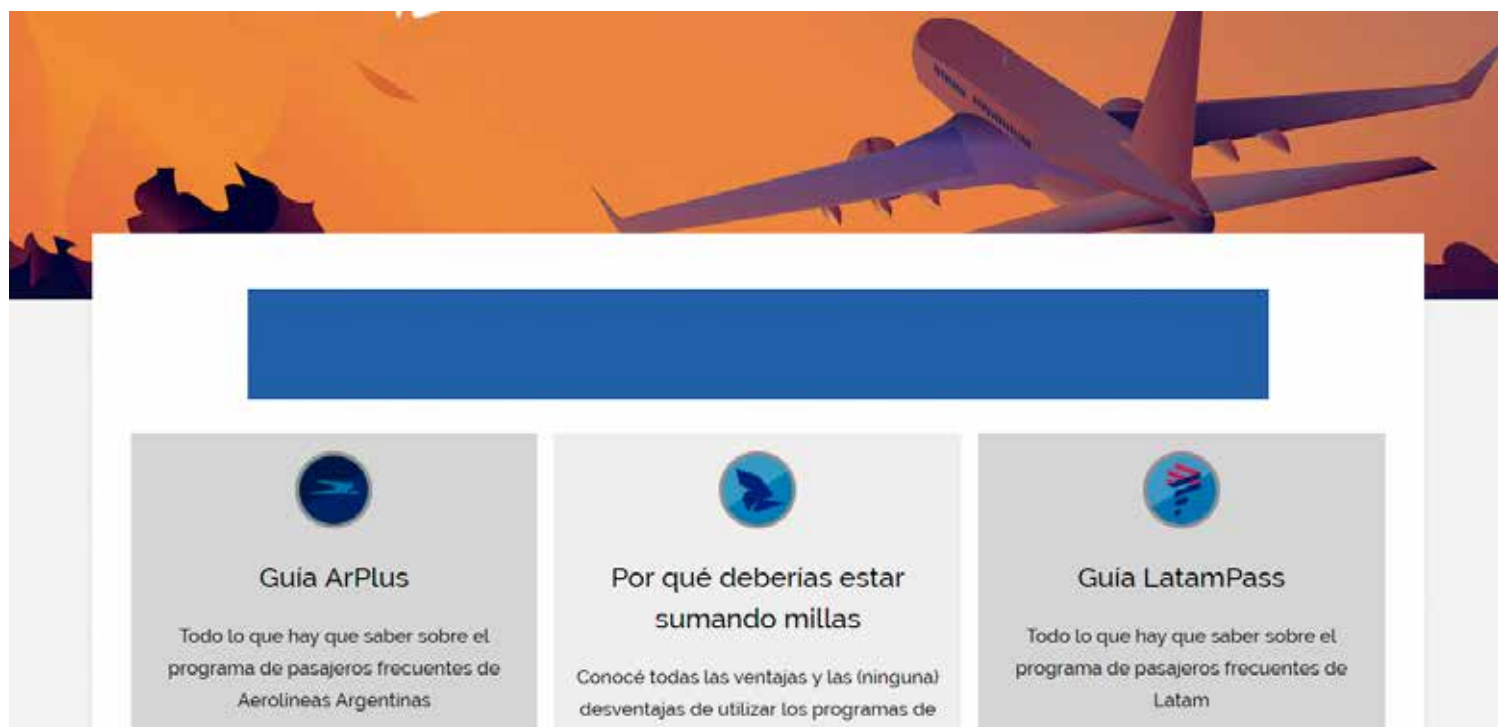 Guía ArPlus
Todo lo que hay que saber sobre el
programa de pasajeros frecuentes de
Aerolineas Argentinas
Por qué deberías estar
sumando millas
Conocé todas las ventajas y las (ninguna)
desventajas de utilizar los programas de
Guía LatamPass
Todo lo que hay que saber sobre el
programa de pasajeros frecuentes de
Latam